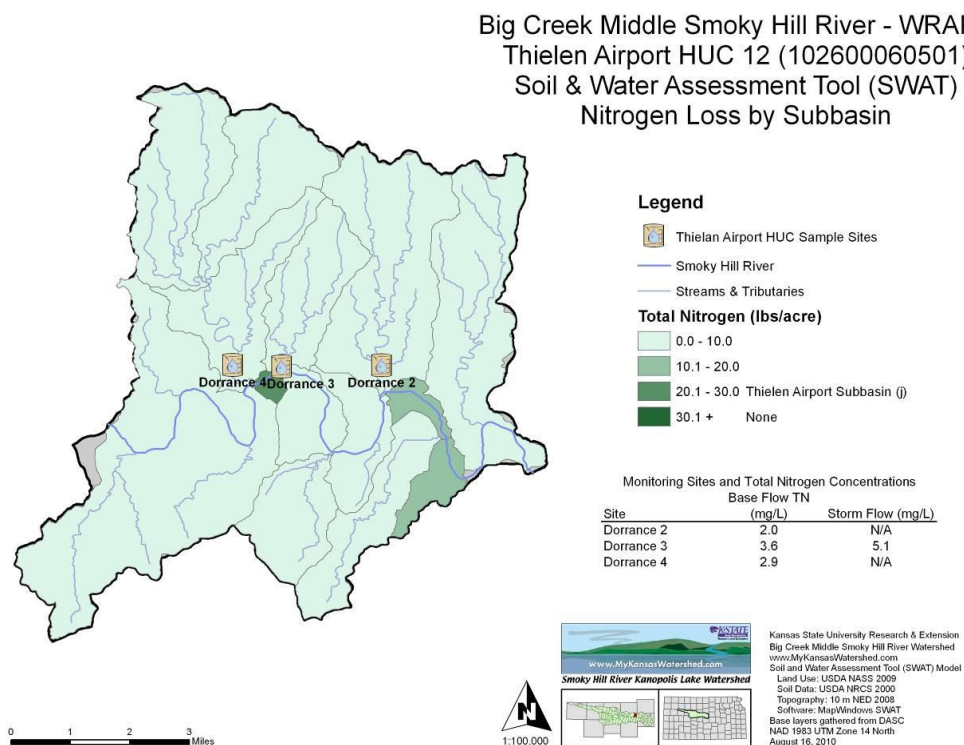 Big Creek Middle Smoky Hill River - WRA
Thielen Airport HUC 12 (102600060501)
Soil & Water Assessment Tool (SWAT)
Nitrogen Loss by Subbasin
Legend
Thielan Airport HUC Sample Sites
Smoky Hill River
Streams & Tributaries
Total Nitrogen (lbs/acre)
0.0 - 10.0
10.1 - 20.0
20.1 - 30.0 Thielen Airport Subbasin (j)
30.1 + None
Dorrance 4 Dorrance 3 Dorrance 2
Monitoring Sites and Total Nitrogen Concentrations
Base Flow TN
Site (mg/L) Storm Flow (mg/L)
Dorrance 2 2.0 N/A
Dorrance 3 3.6 5.1
Dorrance 4 2.9 N/A
K-STATE
www.MyKansasWatershed.com
Smoky Hill River Kanopolis Lake Watershed
Kansas State University Research & Extension
Big Creek Middle Smoky Hill River Watershed
www.MyKansasWatershed.com
Soil and Water Assessment Tool (SWAT) Model
Land Use: USDA NASS 2009
Soil Data: USDA NRCS 2000
Topography: 10 m NED 2008
Software: MapWindows SWAT
Base layers gathered from DASC
NAD 1983 UTM Zone 14 North
August 16, 2010
N
1:100,000
0 1 2 3
Miles